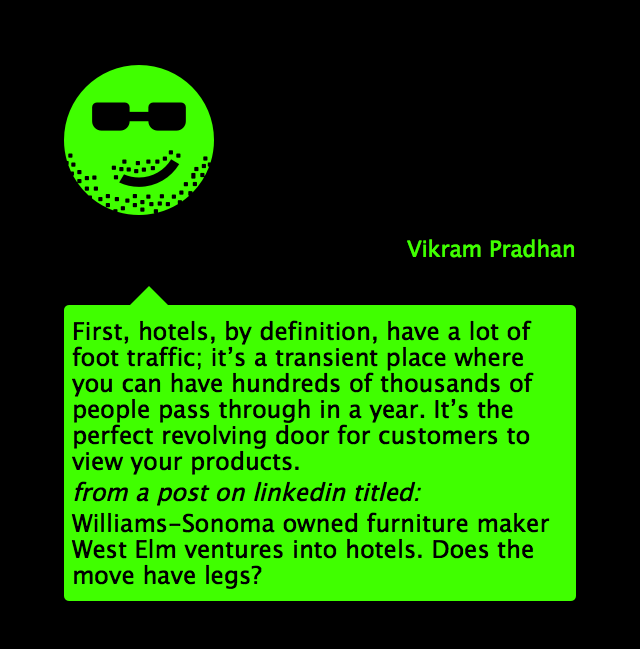 Vikram Pradhan
First, hotels, by definition, have a lot of
foot traffic; it’s a transient place where
you can have hundreds of thousands of
people pass through in a year. It’s the
perfect revolving door for customers to
view your products.
from a post on linkedin titled:
Williams-Sonoma owned furniture maker
West Elm ventures into hotels. Does the
move have legs?